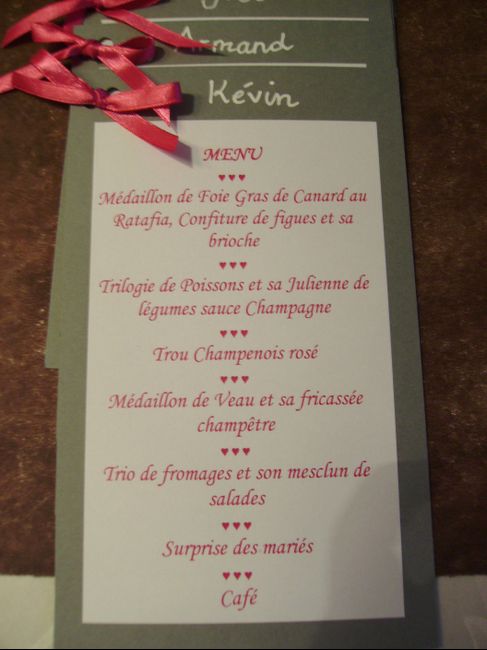 Armand
Kévin
MENU
Médaillon de Foie Gras de Canard au
Ratafia, Confiture de figues et sa
brioche
Trilogie de Poissons et sa Julienne de
légumes sauce Champagne
Trou Champenois rosé
Médaillon de Veau et sa fricassée
champêtre
Trio de fromages et son mesclun de
salades
Surprise des mariés
Café